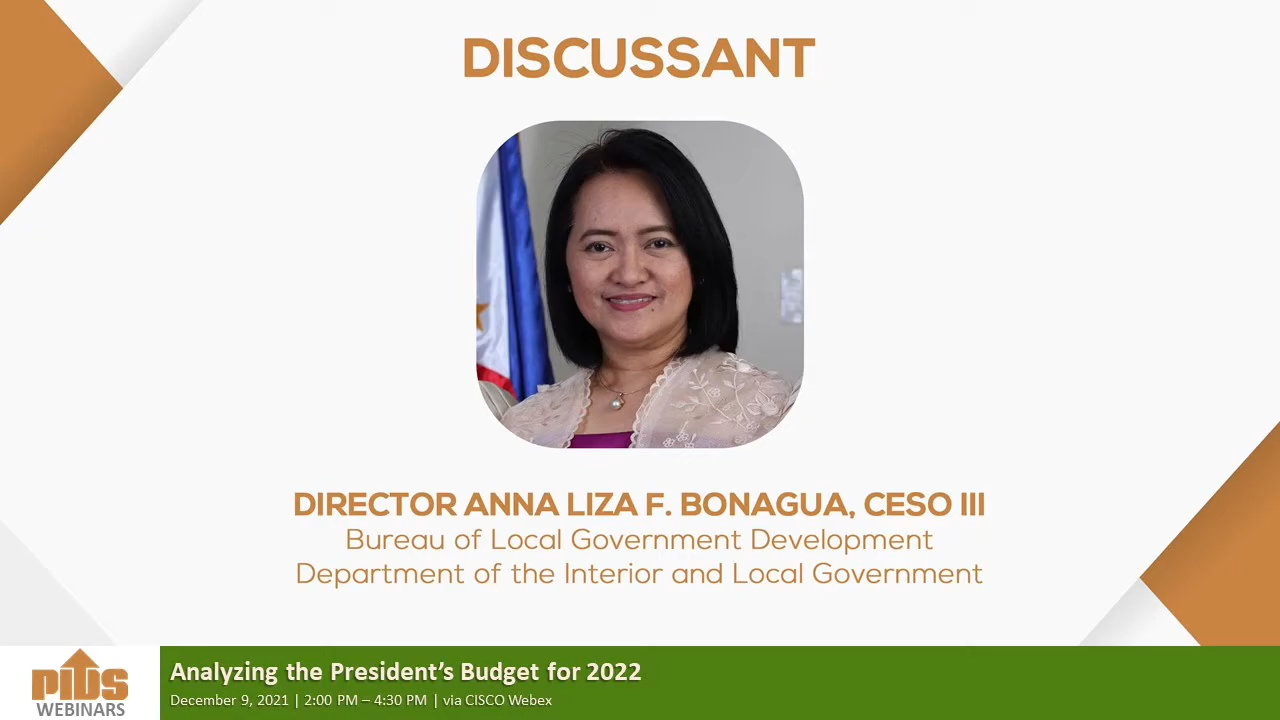 DISCUSSANT
DIRECTOR ANNA LIZA F. BONAGUA, CESO III
Bureau of Local Government Development
Department of the Interior and Local Government
PIDS
WEBINARS
Analyzing the President’s Budget for 2022
December 9, 2021 | 2:00 PM – 4:30 PM | via CISCO Webex